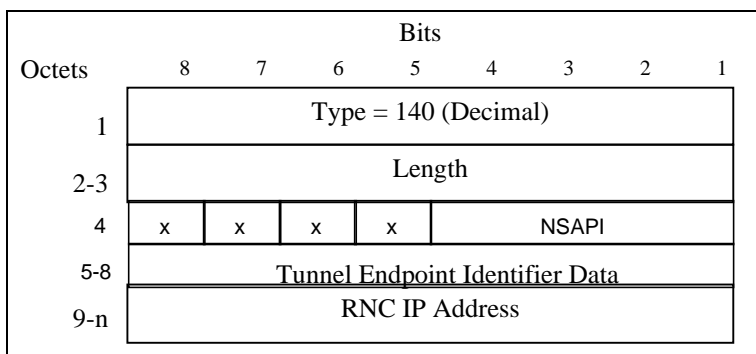 Bits
Octets 8 7 6 5 4 3 2 1
1 Type = 140 (Decimal)
2-3 Length
4 x x x x NSAPI
5-8 Tunnel Endpoint Identifier Data
9-n RNC IP Address